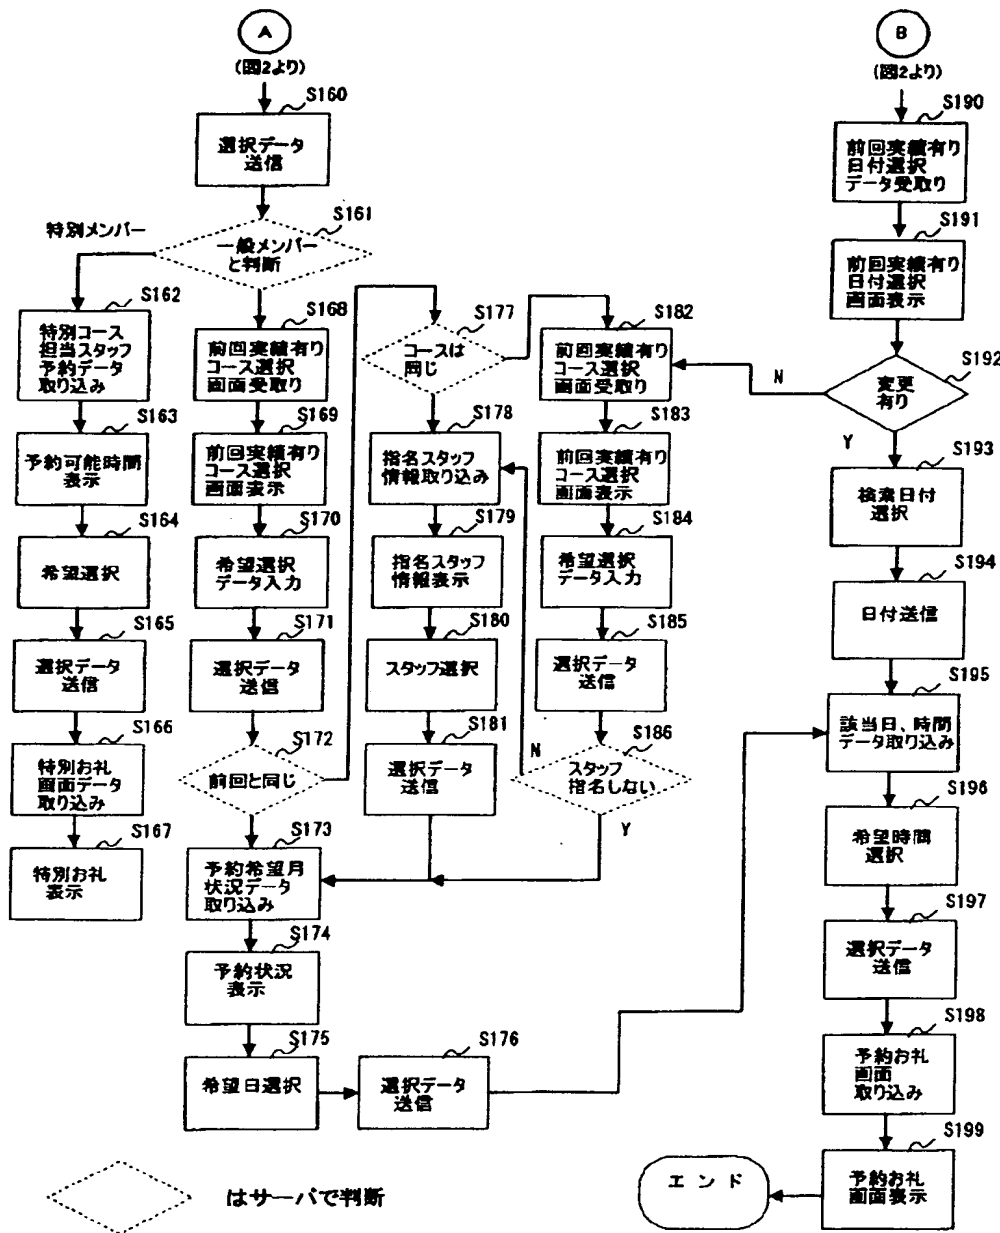 A
(図2より)
S160
選択データ
送信
S161
特別メンバー
一般メンバー
と判断
S162
特別コース
担当スタッフ
予約データ
取り込み
S163
予約可能時間
表示
S164
希望選択
S165
選択データ
送信
S166
特別お礼
画面データ
取り込み
S167
特別お礼
表示
S168
前回実績有り
コース選択
画面受取り
S169
前回実績有り
コース選択
画面表示
S170
希望選択
データ入力
S171
選択データ
送信
S172
前回と同じ
S173
予約希望月
状況データ
取り込み
S174
予約状況
表示
S175
希望日選択
S176
選択データ
送信
S177
コースは
同じ
S178
指名スタッフ
情報取り込み
S179
指名スタッフ
情報表示
S180
スタッフ選択
S181
選択データ
送信
S182
前回実績有り
コース選択
画面受取り
S183
前回実績有り
コース選択
画面表示
S184
希望選択
データ入力
S185
選択データ
送信
S186
スタッフ
指名しない
N
Y
B
(図2より)
S190
前回実績有り
日付選択
データ受取り
S191
前回実績有り
日付選択
画面表示
S192
変更
有り
N
Y
S193
検索日付
選択
S194
日付送信
S195
該当日、時間
データ取り込み
S196
希望時間
選択
S197
選択データ
送信
S198
予約お礼
画面
取り込み
S199
予約お礼
画面表示
エンド
はサーバで判断